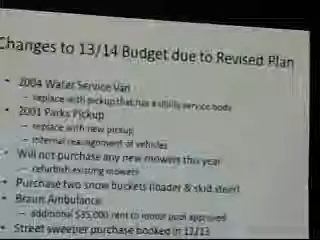 Changes to 13/14 Budget due to Revised Plan
• 2004 Water Service Van
– replace with pickup that has a utility service body
• 2001 Parks Pickup
– replace with new pickup
– internal reassignment of vehicles
• Will not purchase any new mowers this year
– refurbish existing mowers
• Purchase two snow buckets (loader & skid steer)
• Braun Ambulance
– additional $35,000 rent to motor pool approved
• Street sweeper purchase booked in 12/13